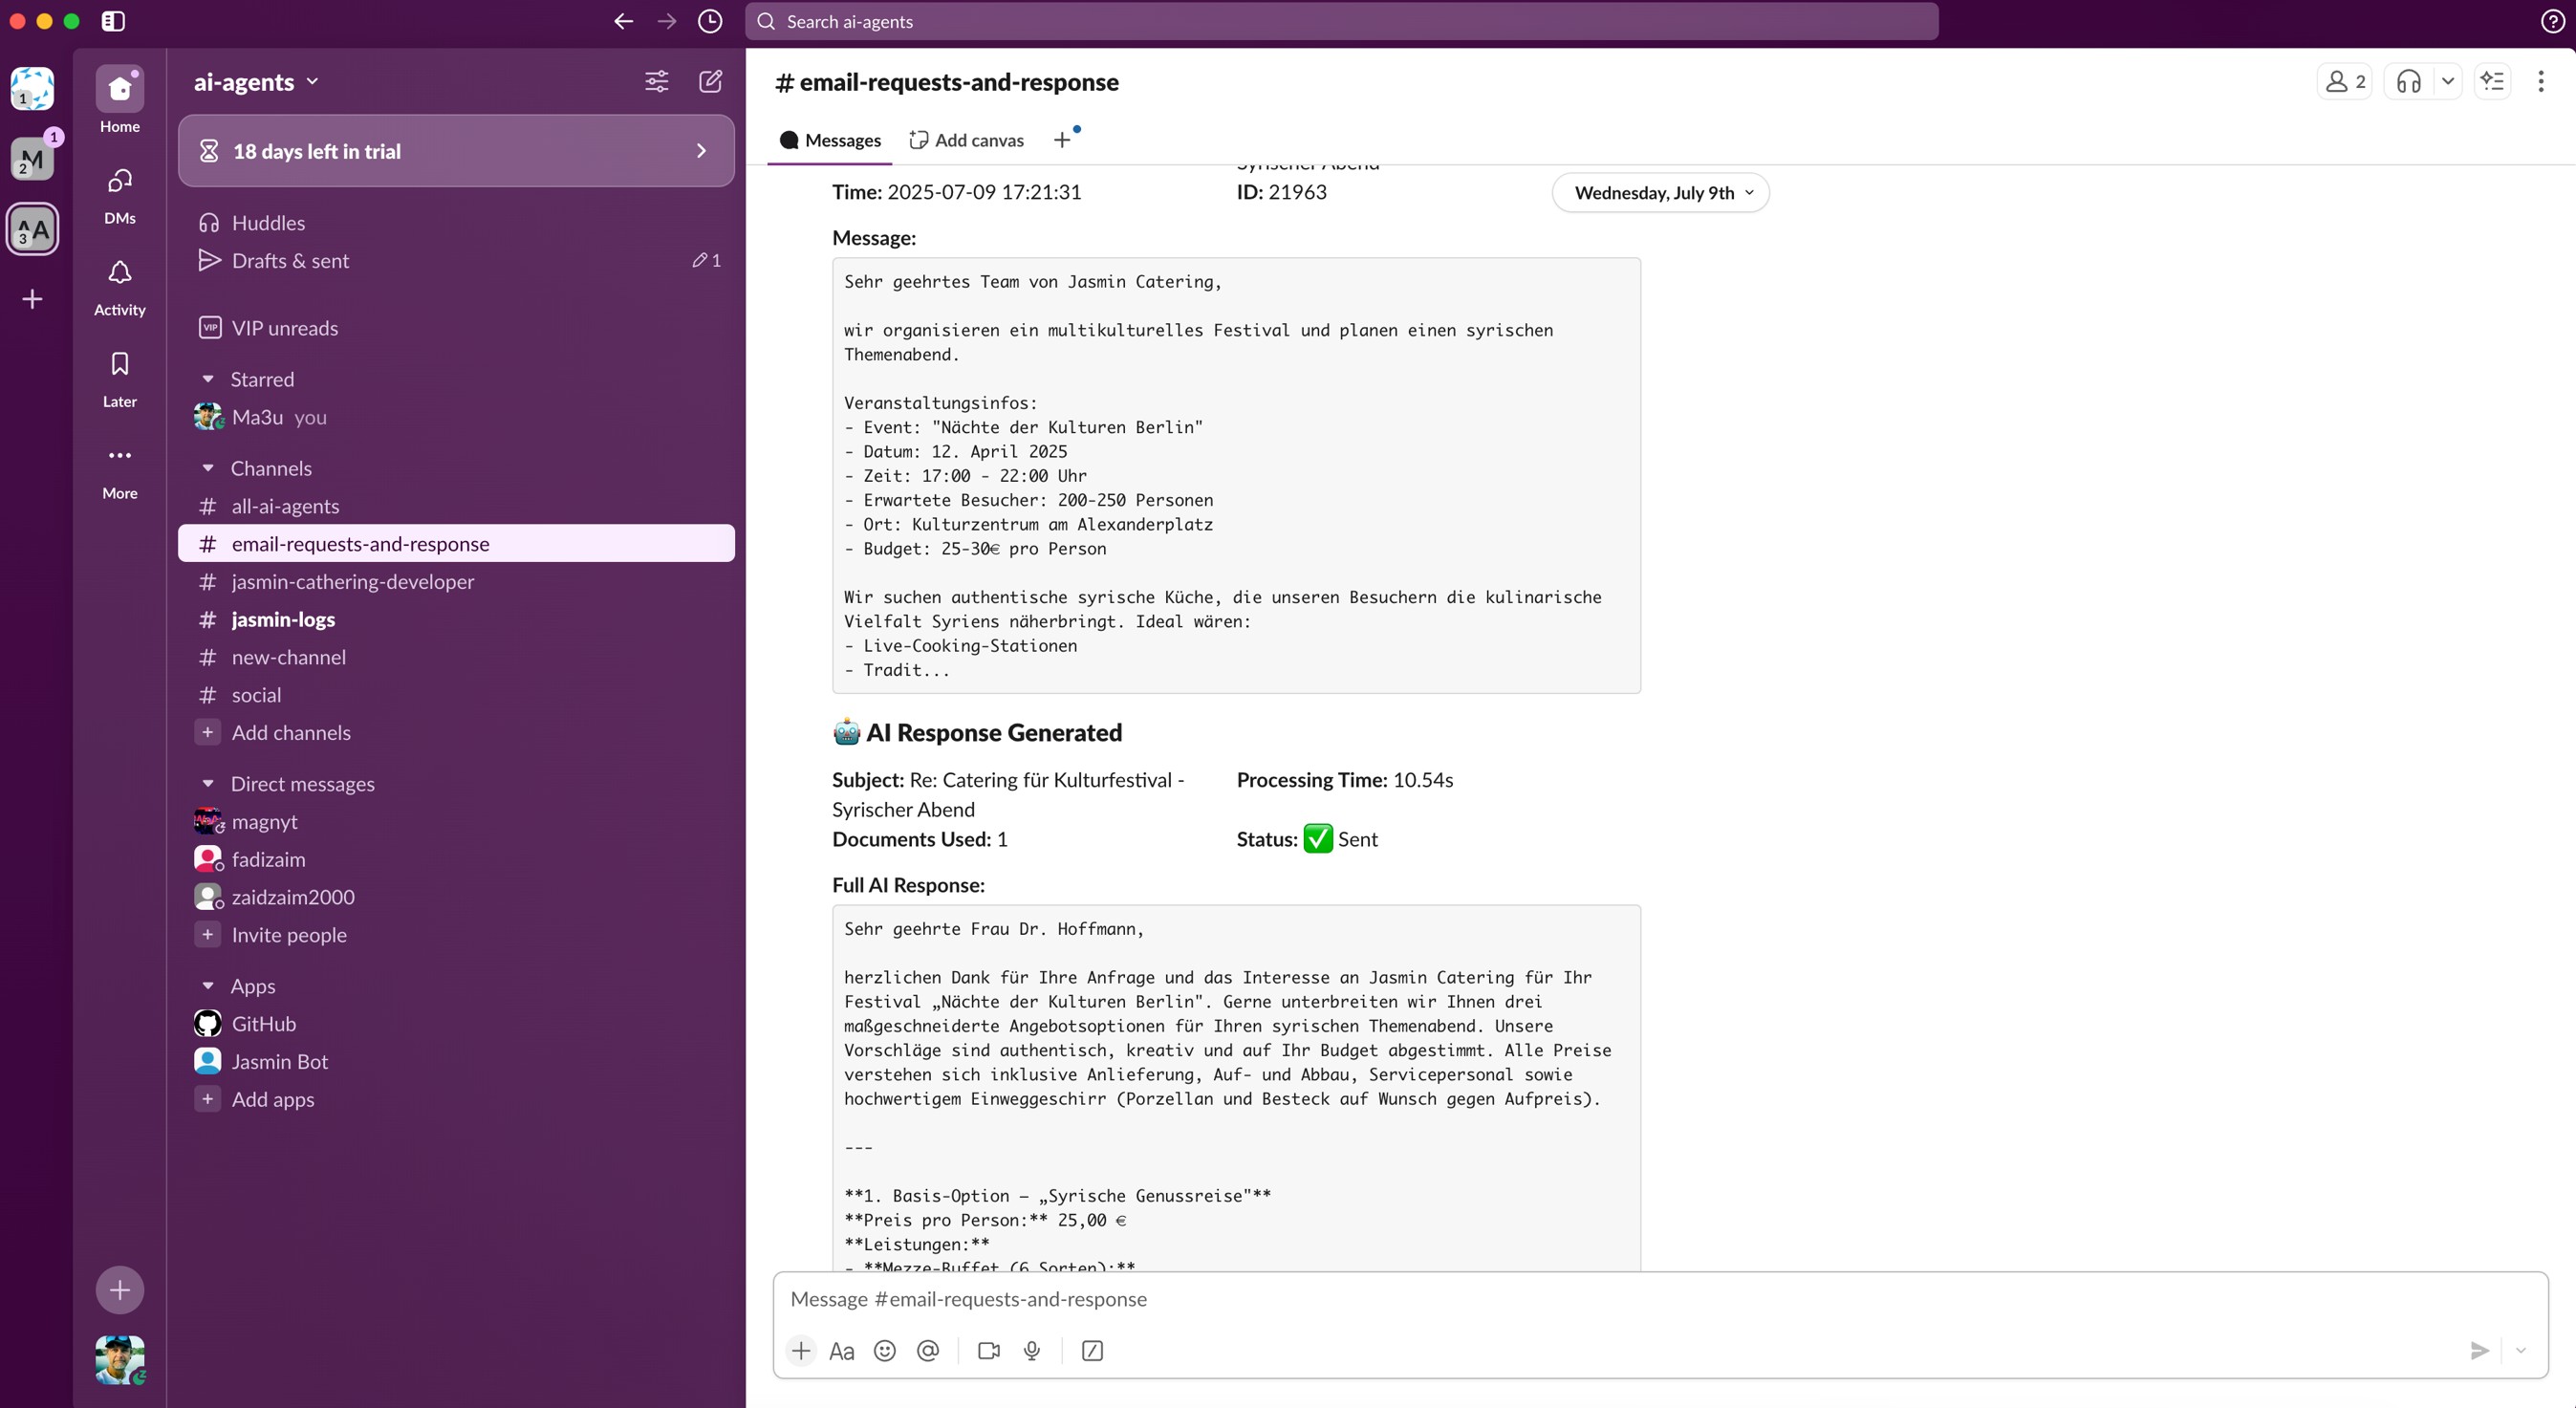 Search ai-agents
1
Home
ai-agents
# email-requests-and-response
2
1
M
2
18 days left in trial
Messages
Add canvas
DMs
AA
3
Syrischer Abend
Time: 2025-07-09 17:21:31
ID: 21963
Wednesday, July 9th
Huddles
Drafts & sent
1
Activity
VIP
VIP unreads
Starred
Ma3u you
Later
Channels
More
# all-ai-agents
# email-requests-and-response
# jasmin-cathering-developer
# jasmin-logs
# new-channel
# social
Add channels
Direct messages
magnyt
fadizaim
zaidzaim2000
Invite people
Apps
GitHub
Jasmin Bot
Add apps
Message:
Sehr geehrtes Team von Jasmin Catering,
wir organisieren ein multikulturelles Festival und planen einen syrischen
Themenabend.
Veranstaltungsinfos:
- Event: "Nächte der Kulturen Berlin"
- Datum: 12. April 2025
- Zeit: 17:00 - 22:00 Uhr
- Erwartete Besucher: 200-250 Personen
- Ort: Kulturzentrum am Alexanderplatz
- Budget: 25-30€ pro Person
Wir suchen authentische syrische Küche, die unseren Besuchern die kulinarische
Vielfalt Syriens näherbringt. Ideal wären:
- Live-Cooking-Stationen
- Tradit...
🤖 AI Response Generated
Subject: Re: Catering für Kulturfestival -
Syrischer Abend
Processing Time: 10.54s
Documents Used: 1
Status: ✅ Sent
Full AI Response:
Sehr geehrte Frau Dr. Hoffmann,
herzlichen Dank für Ihre Anfrage und das Interesse an Jasmin Catering für Ihr
Festival „Nächte der Kulturen Berlin". Gerne unterbreiten wir Ihnen drei
maßgeschneiderte Angebotsoptionen für Ihren syrischen Themenabend. Unsere
Vorschläge sind authentisch, kreativ und auf Ihr Budget abgestimmt. Alle Preise
verstehen sich inklusive Anlieferung, Auf- und Abbau, Servicepersonal sowie
hochwertigem Einweggeschirr (Porzellan und Besteck auf Wunsch gegen Aufpreis).
---
**1. Basis-Option – „Syrische Genussreise"**
**Preis pro Person:** 25,00 €
**Leistungen:**
- **Mezze-Buffet (6 Sorten):**
Message #email-requests-and-response
Aa